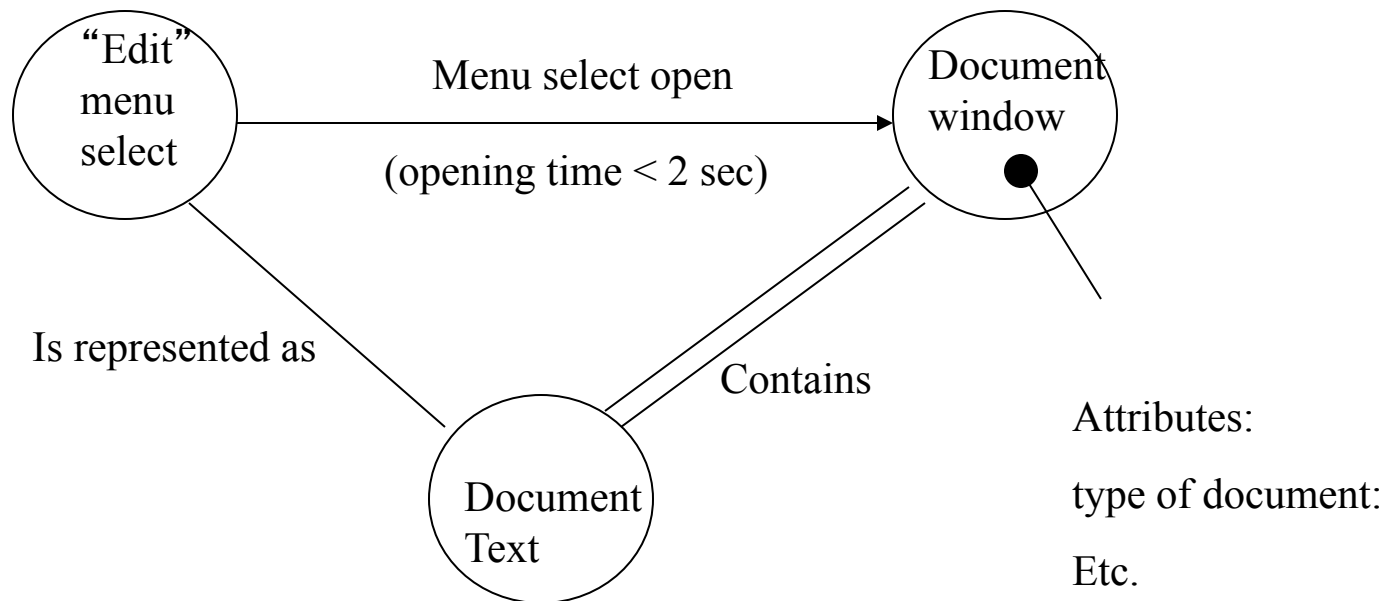 “Edit”
menu
select
Menu select open
(opening time < 2 sec)
Document
window
Is represented as
Contains
Document
Text
Attributes:
type of document:
Etc.